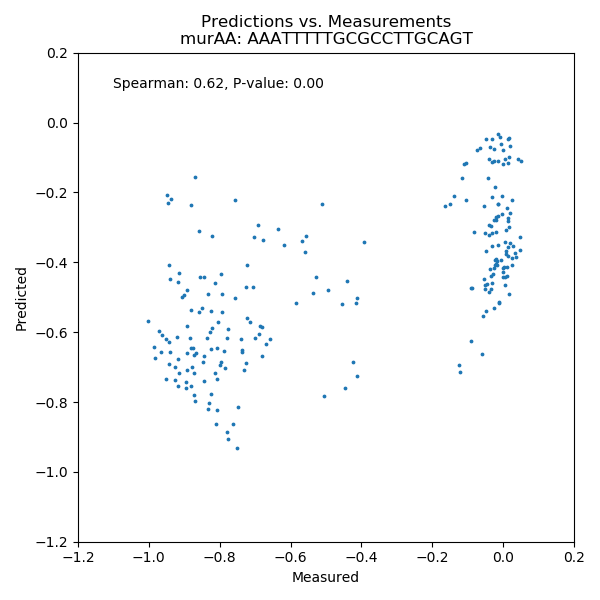 Predictions vs. Measurements
murAA: AAATTTTTGCGCCTTGCAGT
Spearman: 0.62, P-value: 0.00
0.2
0.0
−0.2
−0.4
−0.6
−0.8
−1.0
−1.2
Predicted
−1.2 −1.0 −0.8 −0.6 −0.4 −0.2 0.0 0.2
Measured